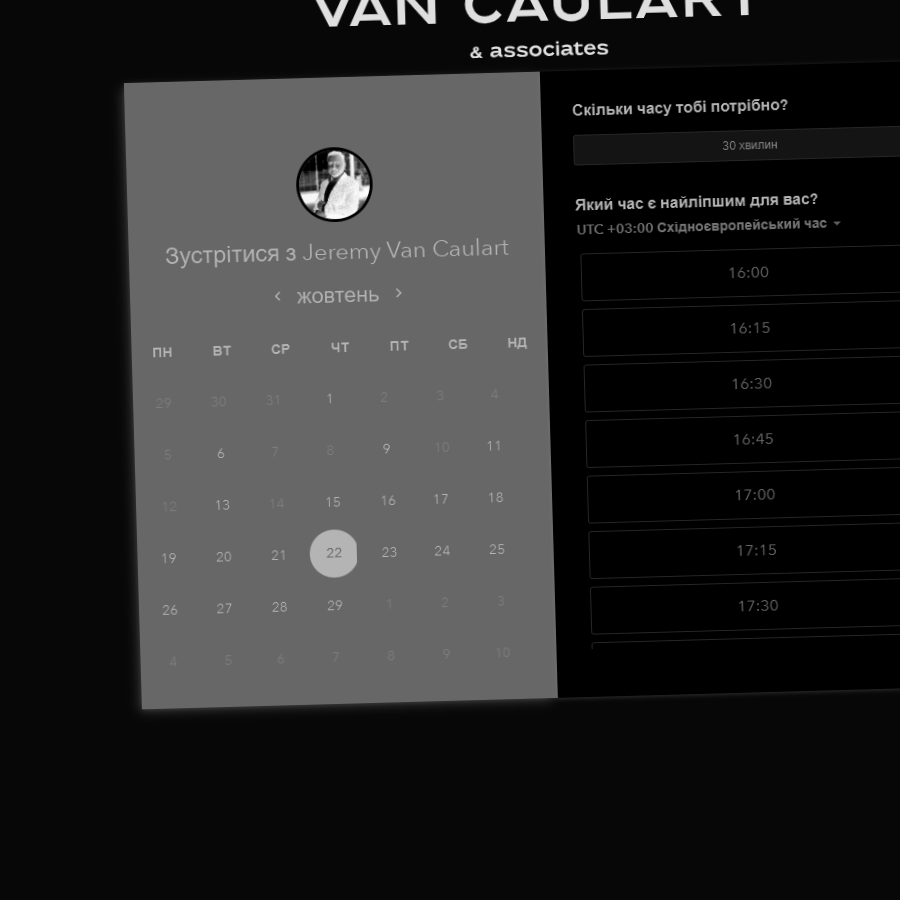 VAN CAULART
& associates
Зустрітися з Jeremy Van Caulart
‹ жовтень ›
ПН ВТ СР ЧТ ПТ СБ НД
29 30 31 1 2 3 4
5 6 7 8 9 10 11
12 13 14 15 16 17 18
19 20 21 22 23 24 25
26 27 28 29 1 2 3
4 5 6 7 8 9 10
Скільки часу тобі потрібно?
30 хвилин
Який час є найліпшим для вас?
UTC +03:00 Східноєвропейський час
16:00
16:15
16:30
16:45
17:00
17:15
17:30